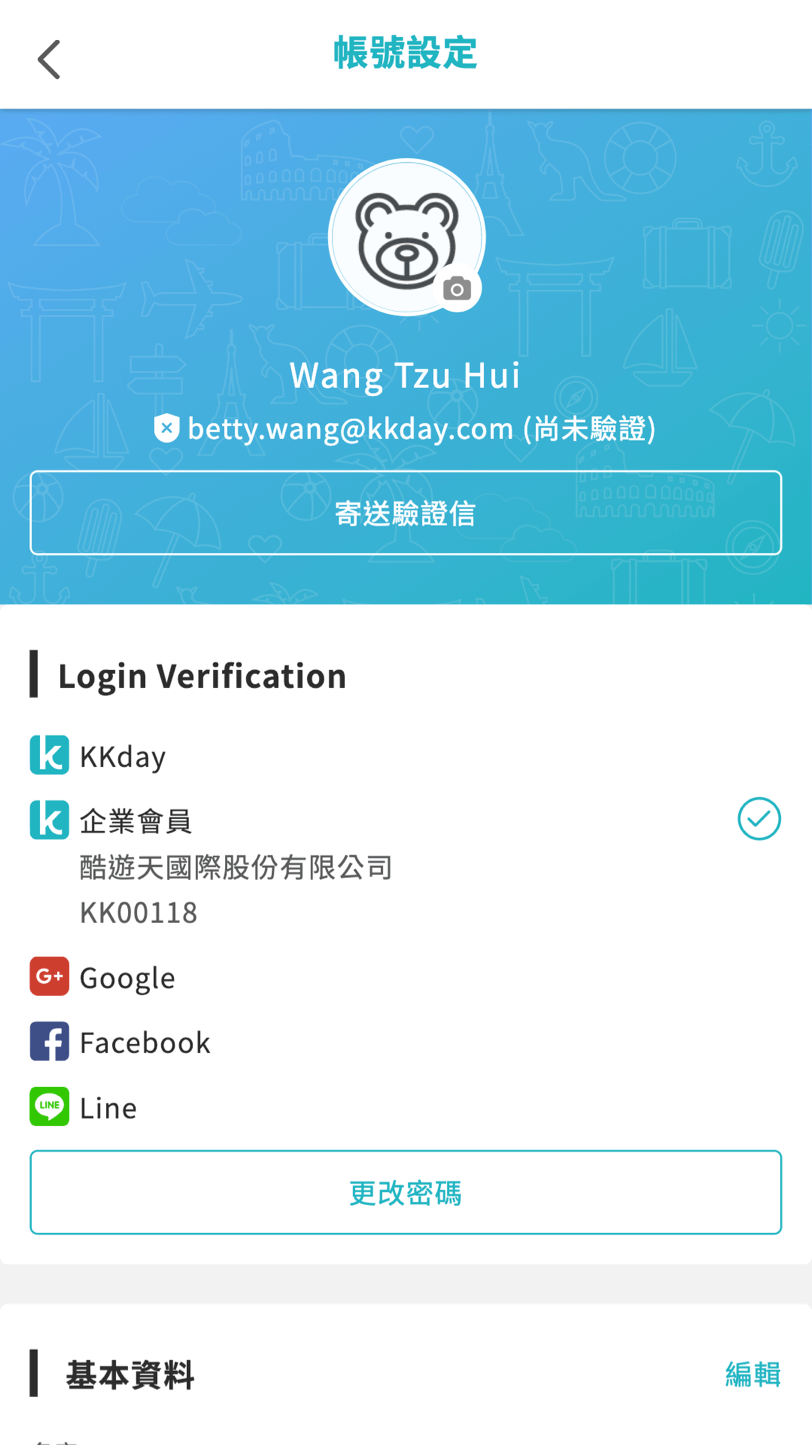 帳號設定
Wang Tzu Hui
betty.wang@kkday.com (尚未驗證)
寄送驗證信
Login Verification
KKday
企業會員
酷遊天國際股份有限公司
KK00118
G+ Google
Facebook
LINE Line
更改密碼
基本資料 編輯